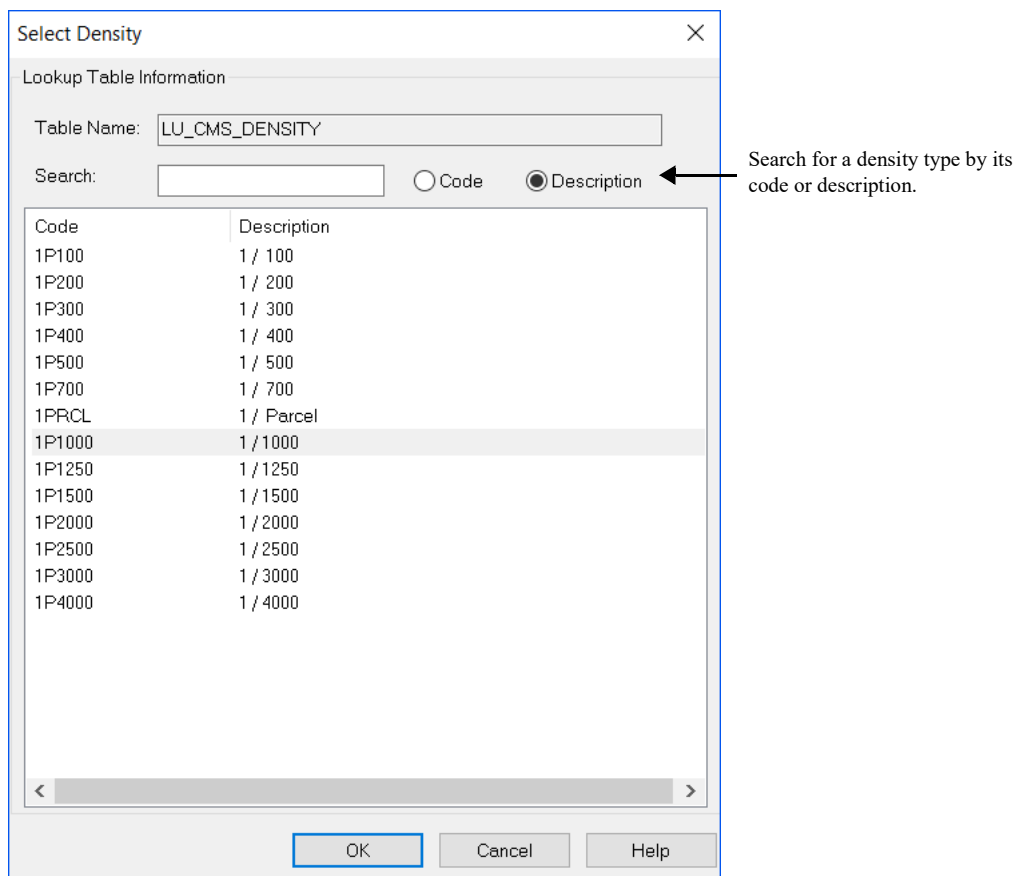 Select Density
Lookup Table Information
Table Name: LU_CMS_DENSITY
Search: Code Description
Search for a density type by its
code or description.
Code Description
1P100 1 / 100
1P200 1 / 200
1P300 1 / 300
1P400 1 / 400
1P500 1 / 500
1P700 1 / 700
1PRCL 1 / Parcel
1P1000 1 / 1000
1P1250 1 / 1250
1P1500 1 / 1500
1P2000 1 / 2000
1P2500 1 / 2500
1P3000 1 / 3000
1P4000 1 / 4000
OK Cancel Help